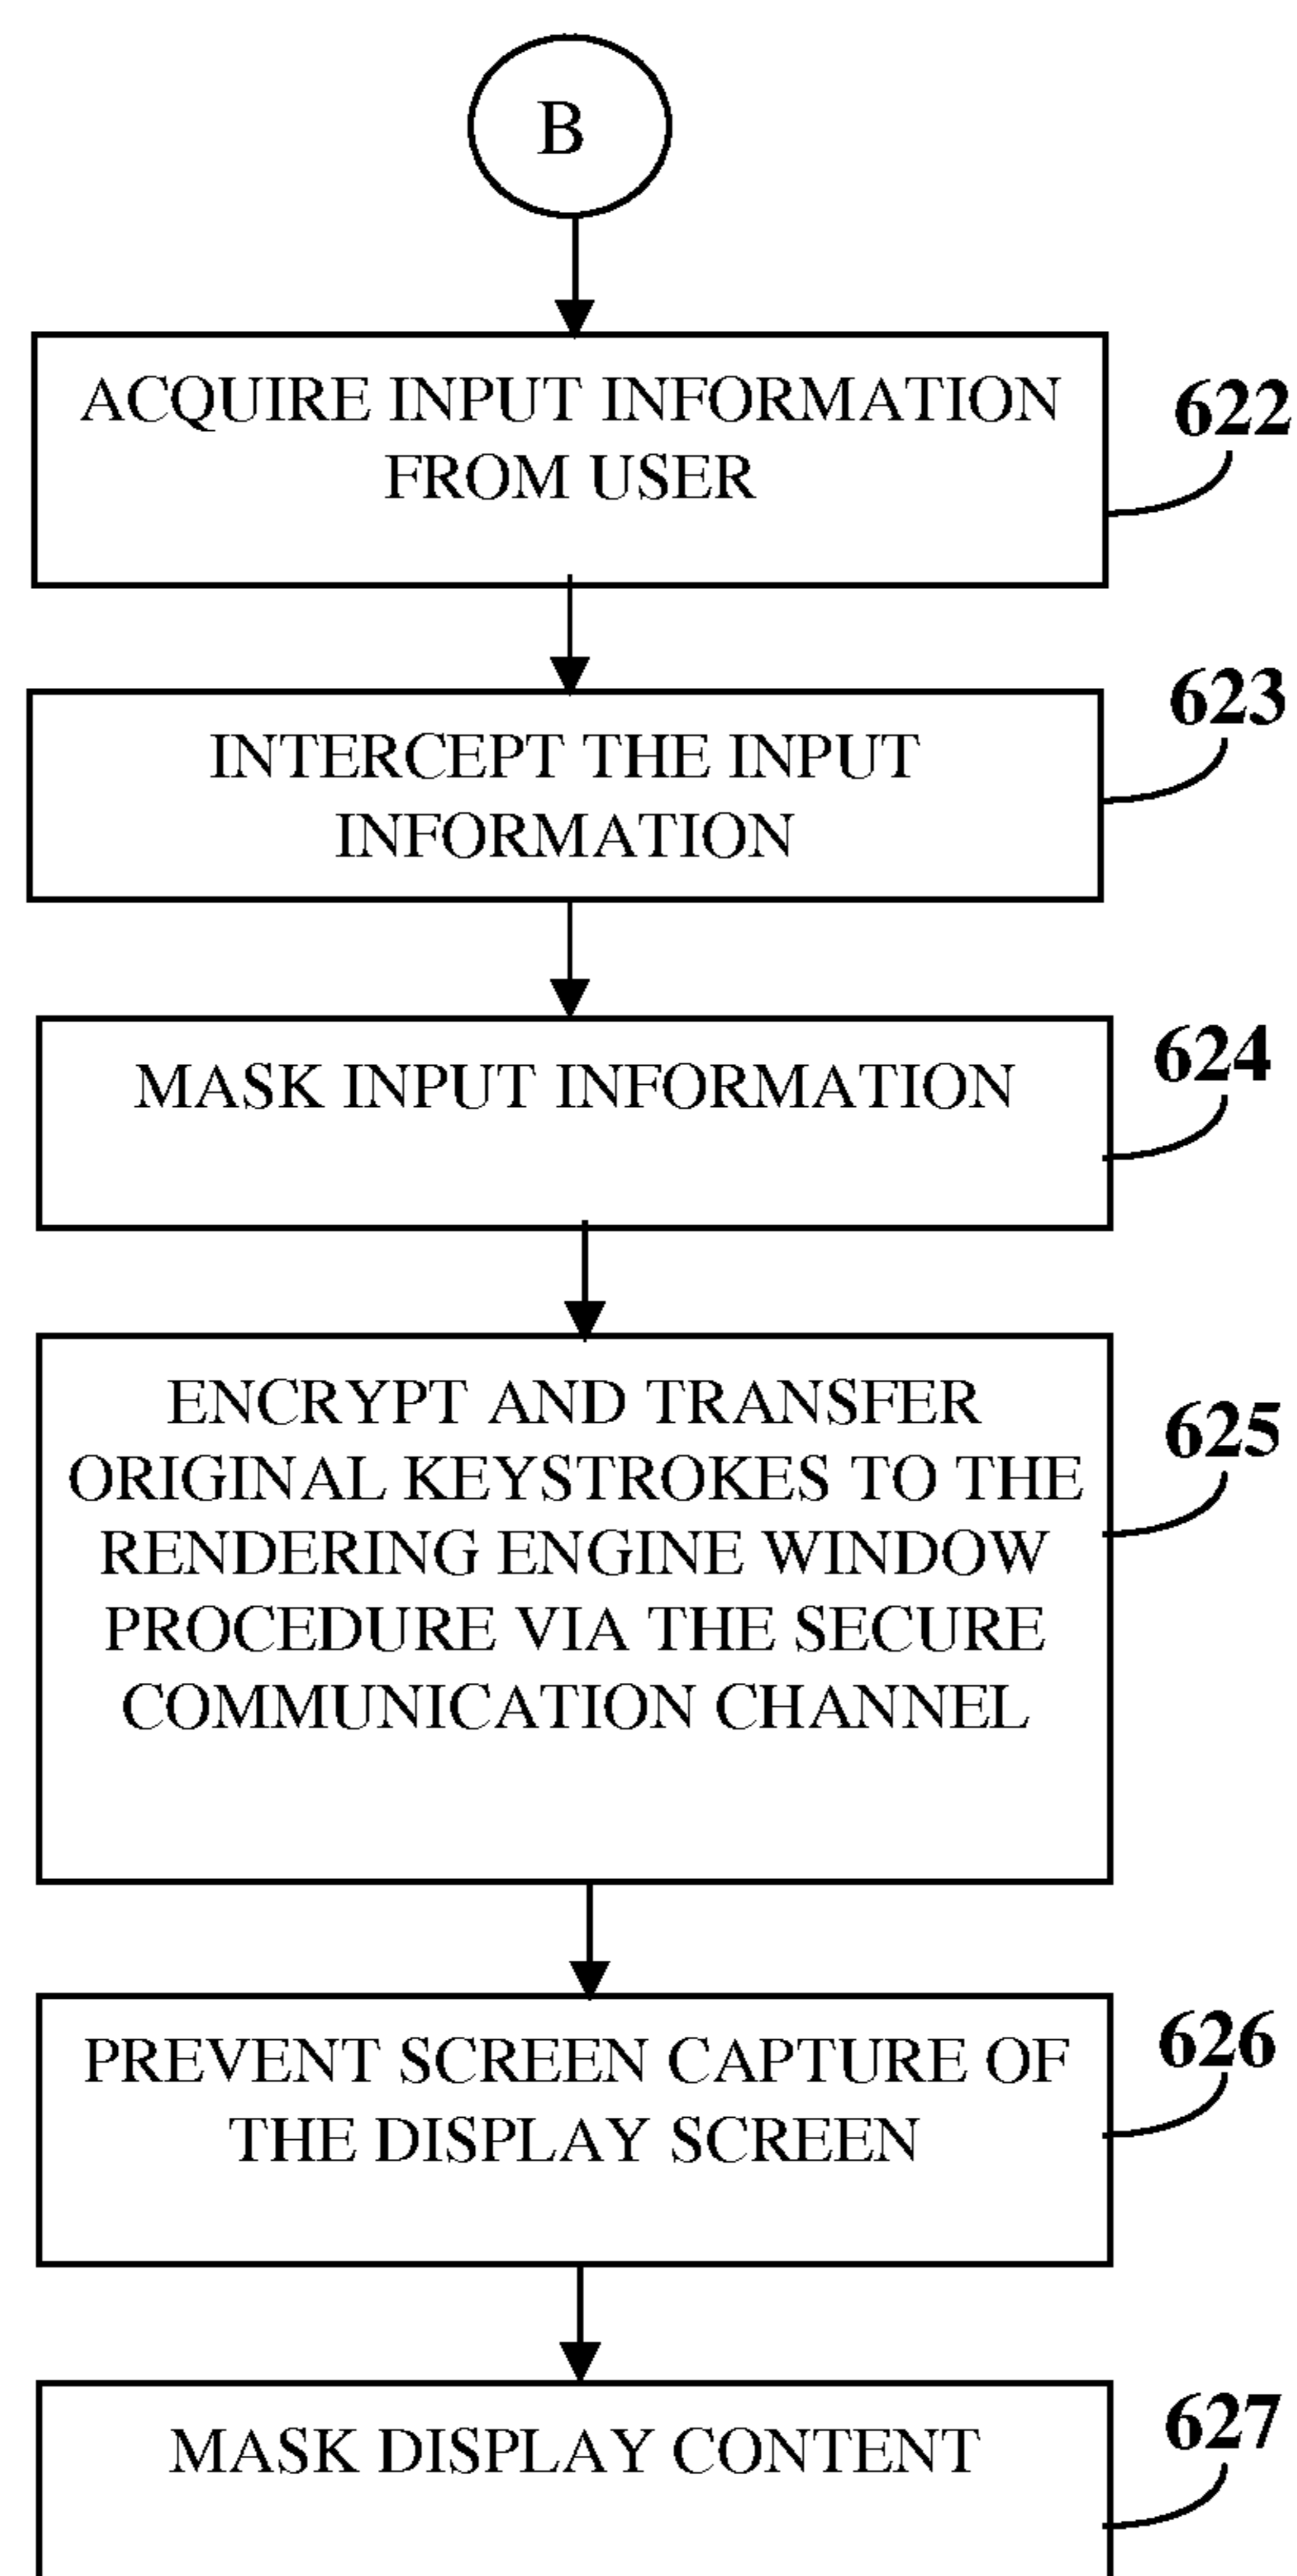 B
ACQUIRE INPUT INFORMATION
FROM USER
622
INTERCEPT THE INPUT
INFORMATION
623
MASK INPUT INFORMATION
624
ENCRYPT AND TRANSFER
ORIGINAL KEYSTROKES TO THE
RENDERING ENGINE WINDOW
PROCEDURE VIA THE SECURE
COMMUNICATION CHANNEL
625
PREVENT SCREEN CAPTURE OF
THE DISPLAY SCREEN
626
MASK DISPLAY CONTENT
627